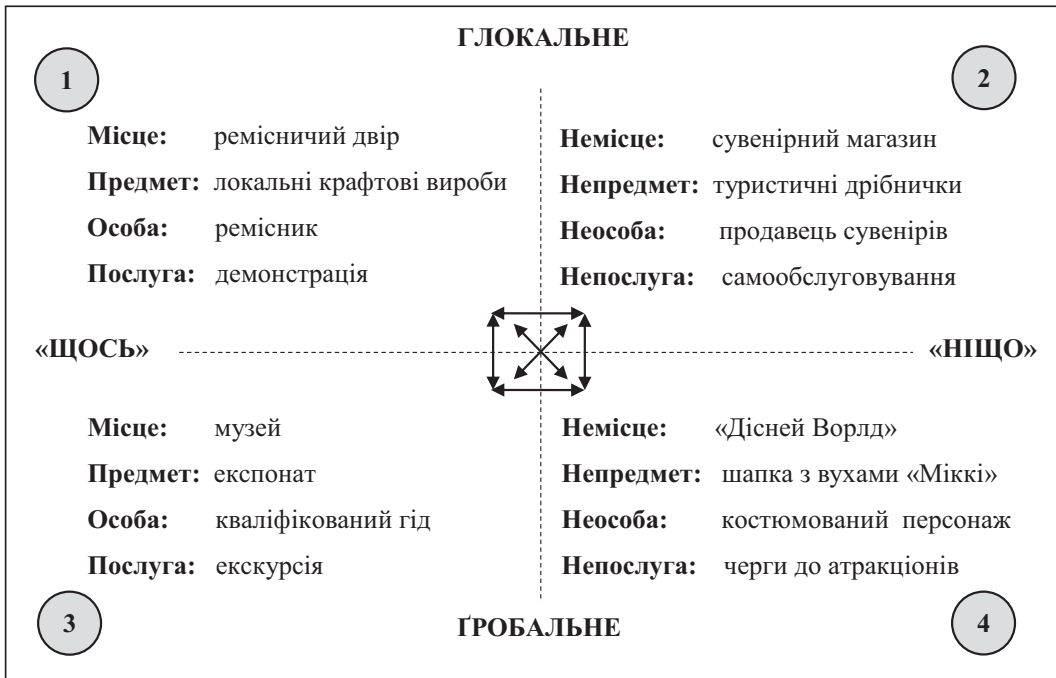 ГЛОКАЛЬНЕ
1
Місце: ремісничий двір
Предмет: локальні крафтові вироби
Особа: ремісник
Послуга: демонстрація
2
Немісце: сувенірний магазин
Непредмет: туристичні дрібнички
Неособа: продавець сувенірів
Непослуга: самообслуговування
«ЩОСЬ»
«НІЩО»
Місце: музей
Предмет: експонат
Особа: кваліфікований гід
Послуга: екскурсія
3
Немісце: «Дісней Ворлд»
Непредмет: шапка з вухами «Міккі»
Неособа: костюмований персонаж
Непослуга: черги до атракціонів
4
ҐРОБАЛЬНЕ